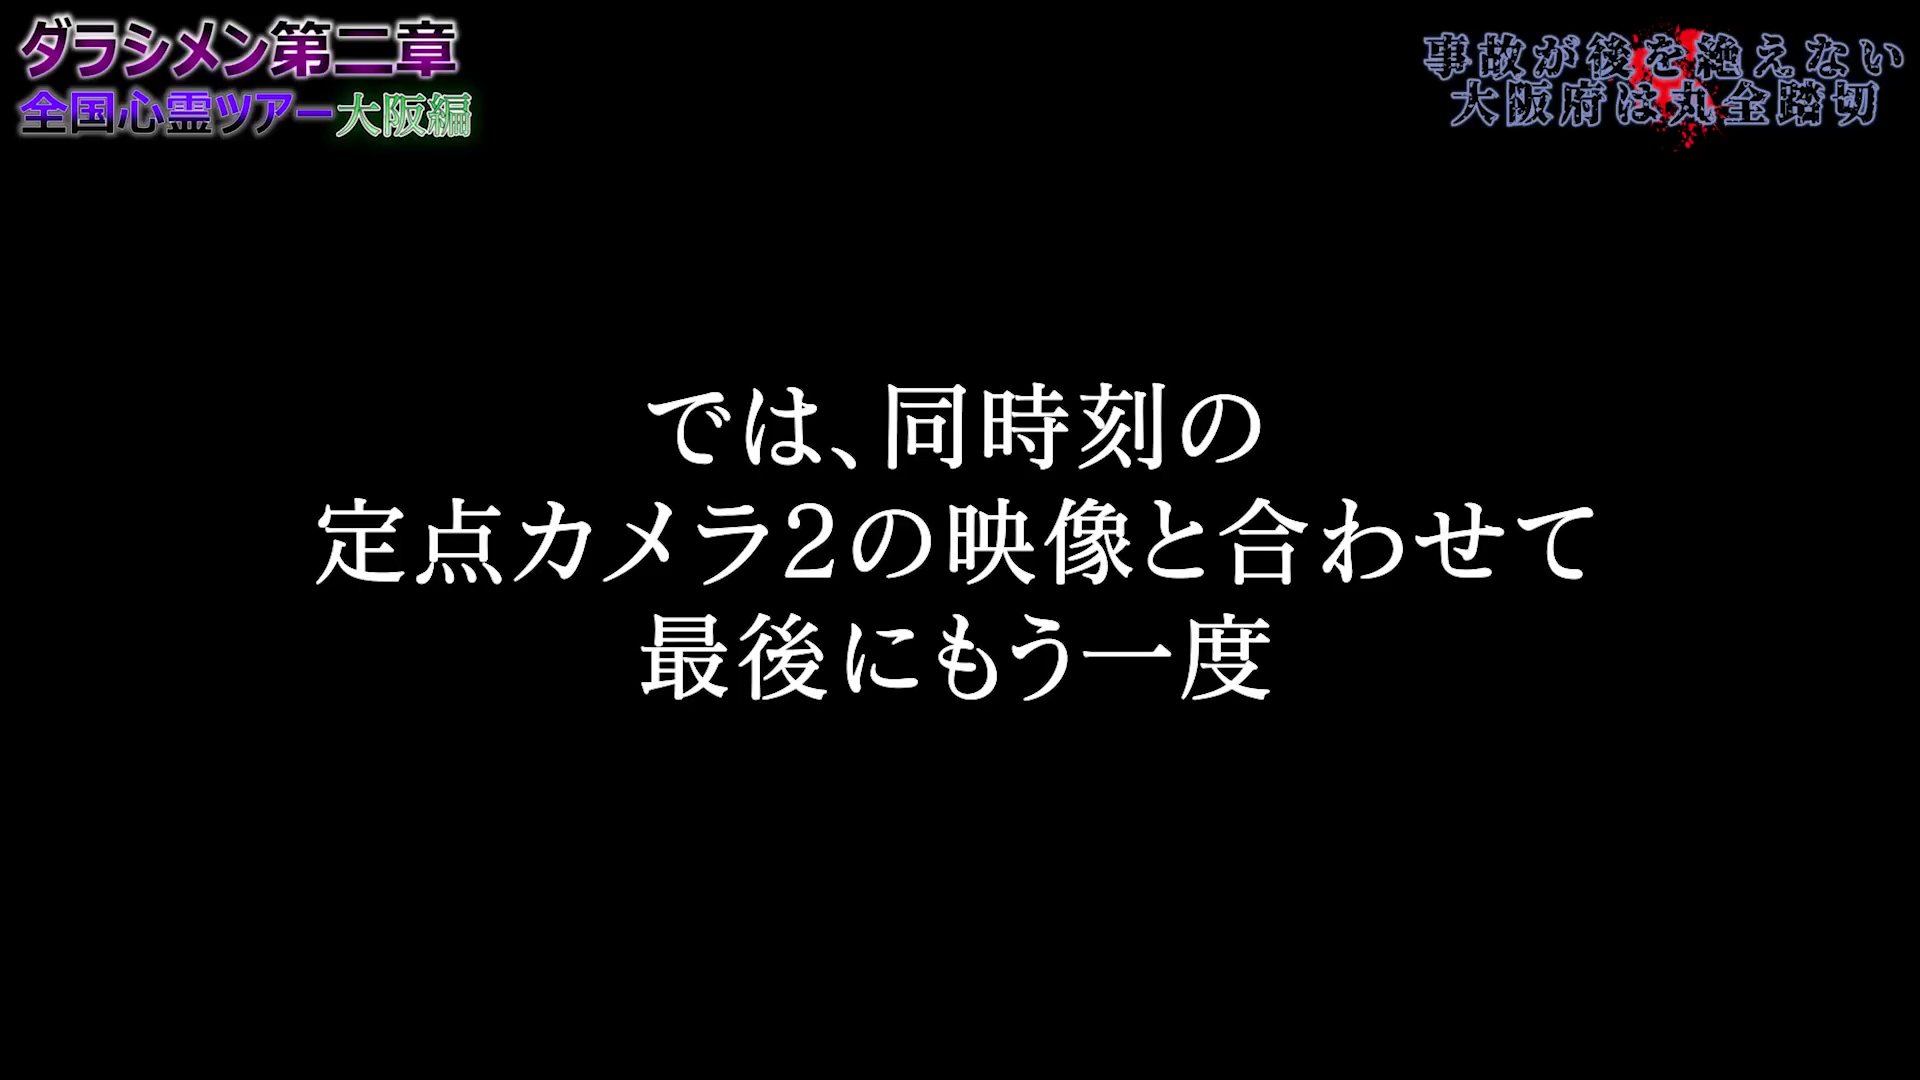 ダラシメン第二章
全国心霊ツアー大阪編
事故が後を絶えない
大阪府は丸全踏切
では、同時刻の
定点カメラ2の映像と合わせて
最後にもう一度